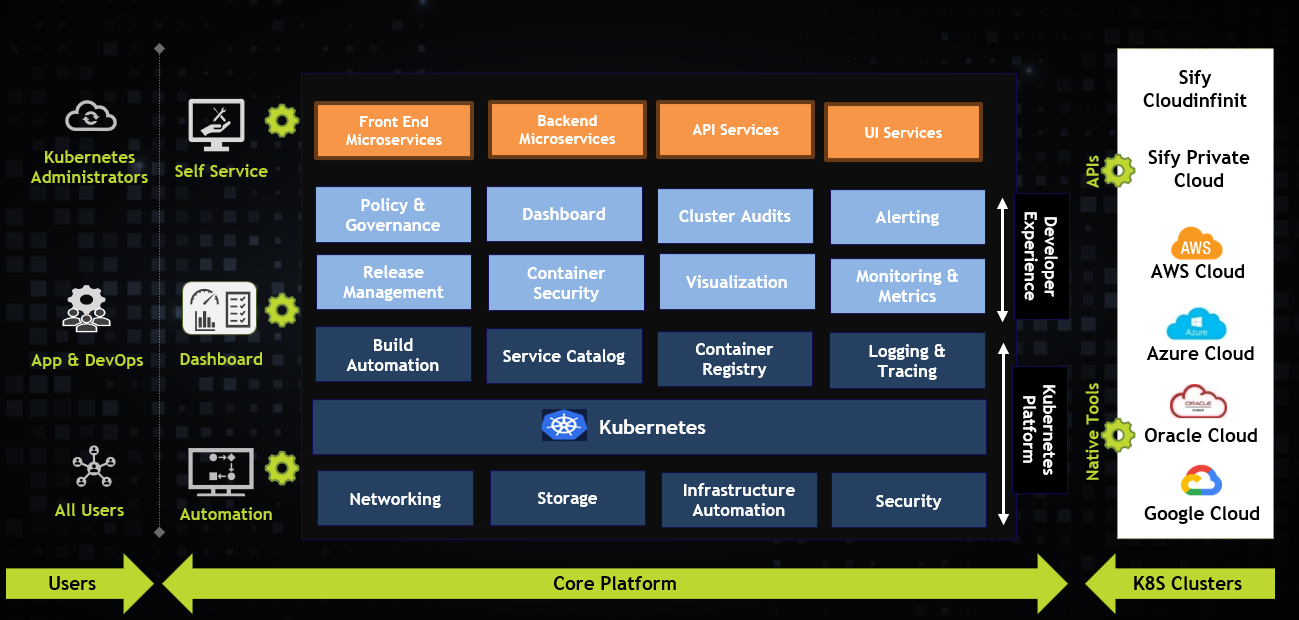 Kubernetes
Administrators
App & DevOps
All Users
Self Service
Dashboard
Automation
Front End
Microservices
Backend
Microservices
API Services
UI Services
Policy &
Governance
Dashboard
Cluster Audits
Alerting
Release
Management
Container
Security
Visualization
Monitoring &
Metrics
Build
Automation
Service Catalog
Container
Registry
Logging &
Tracing
Kubernetes
Networking
Storage
Infrastructure
Automation
Security
Developer
Experience
Kubernetes
Platform
APIs
Native Tools
Sify
Cloudinfinit
Sify Private
Cloud
AWS
AWS Cloud
Azure
Azure Cloud
ORACLE
CLOUD
Oracle Cloud
Google Cloud
Users
Core Platform
K8S Clusters